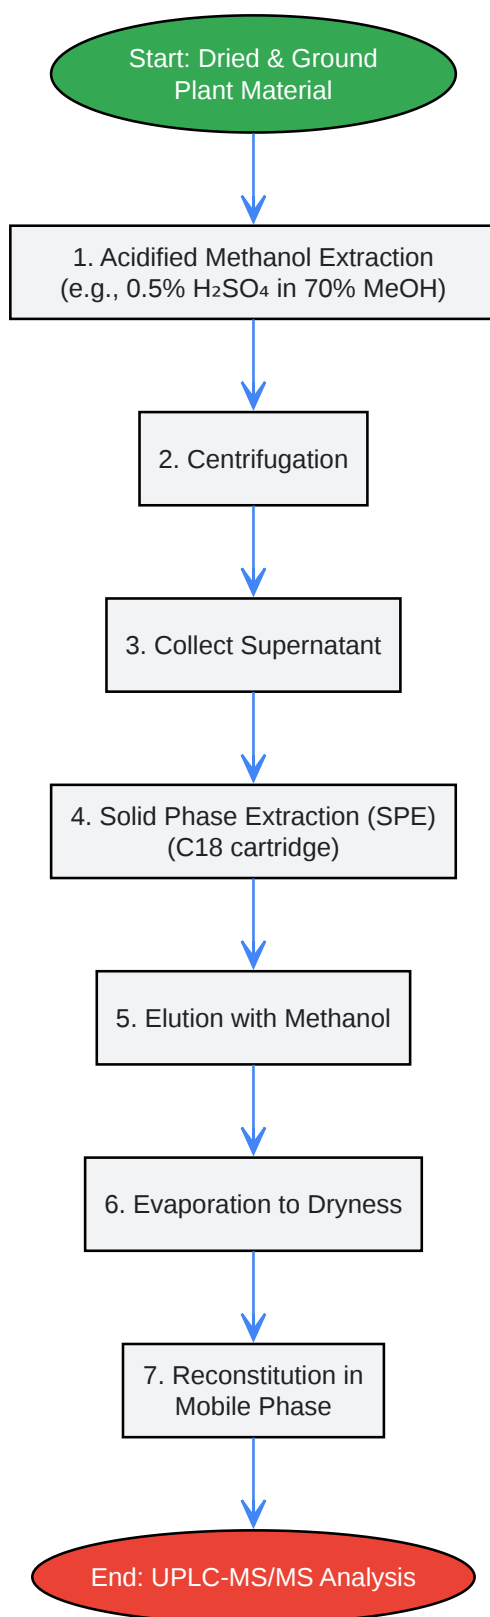 Start: Dried & Ground
Plant Material
1. Acidified Methanol Extraction
(e.g., 0.5% H₂SO₄ in 70% MeOH)
2. Centrifugation
3. Collect Supernatant
4. Solid Phase Extraction (SPE)
(C18 cartridge)
5. Elution with Methanol
6. Evaporation to Dryness
7. Reconstitution in
Mobile Phase
End: UPLC-MS/MS Analysis